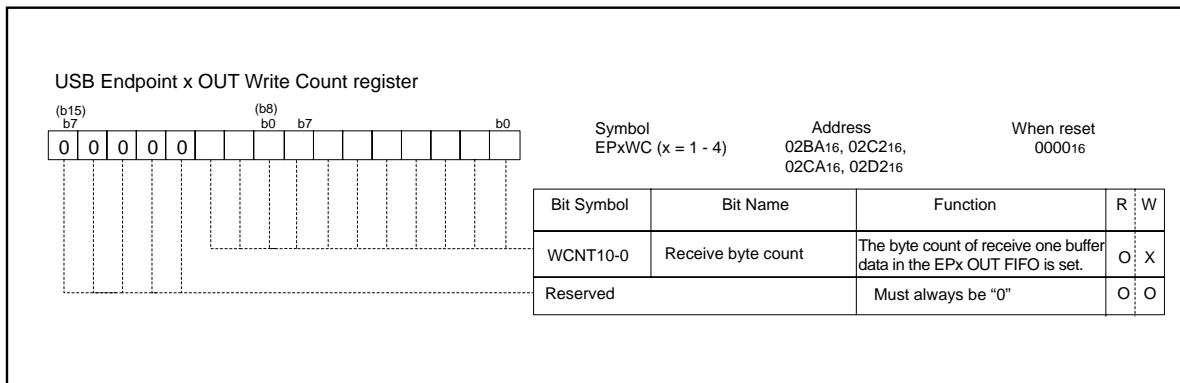 USB Endpoint x OUT Write Count register
(b15) (b8)
b7 b0 b7 b0
0 0 0 0 0
Symbol Address When reset
EPxWC (x = 1 - 4) 02BA16, 02C216, 000016
02CA16, 02D216
Bit Symbol Bit Name Function R W
WCNT10-0 Receive byte count The byte count of receive one buffer O X
data in the EPx OUT FIFO is set.
Reserved Must always be “0” O O